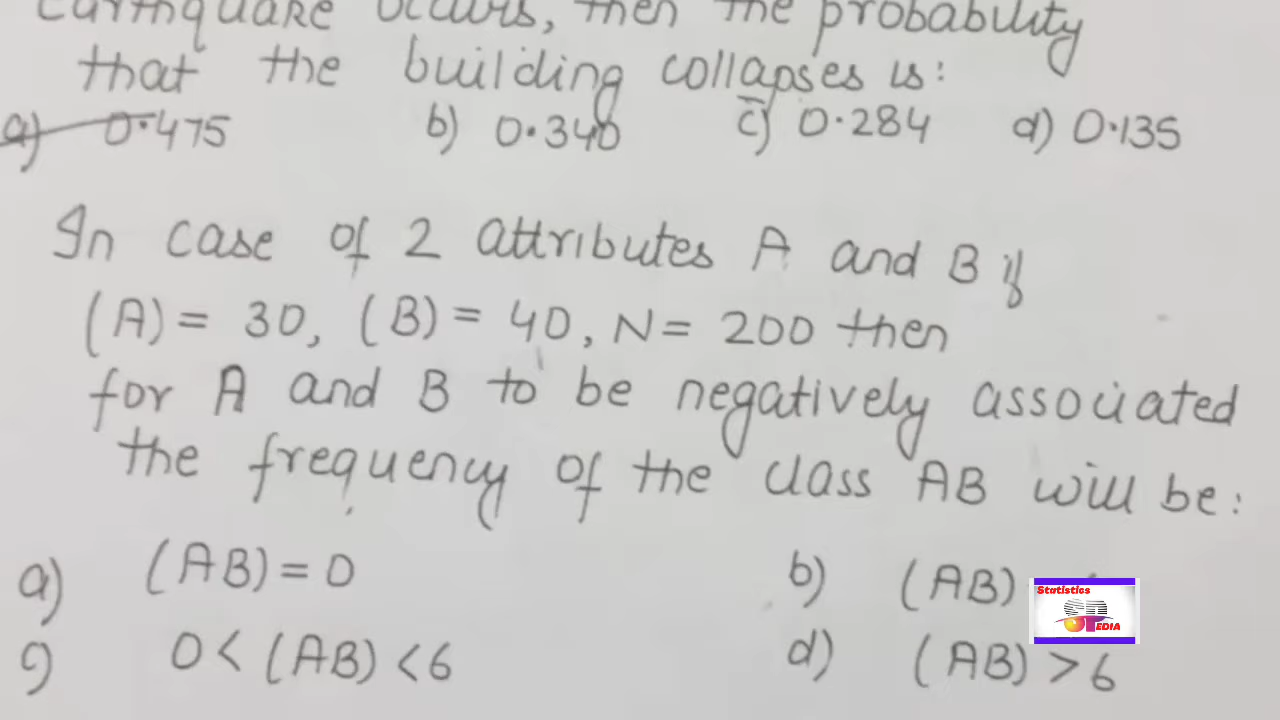 earthquake occurs, then the probability
that the building collapses is:
a) 0.475 b) 0.340 c) 0.284 d) 0.135
In case of 2 attributes A and B if
(A) = 30, (B) = 40, N = 200 then
for A and B to be negatively associated
the frequency of the class AB will be:
a) (AB) = 0 b) (AB)
Statistics
PEDIA
c) 0 < (AB) < 6 d) (AB) > 6